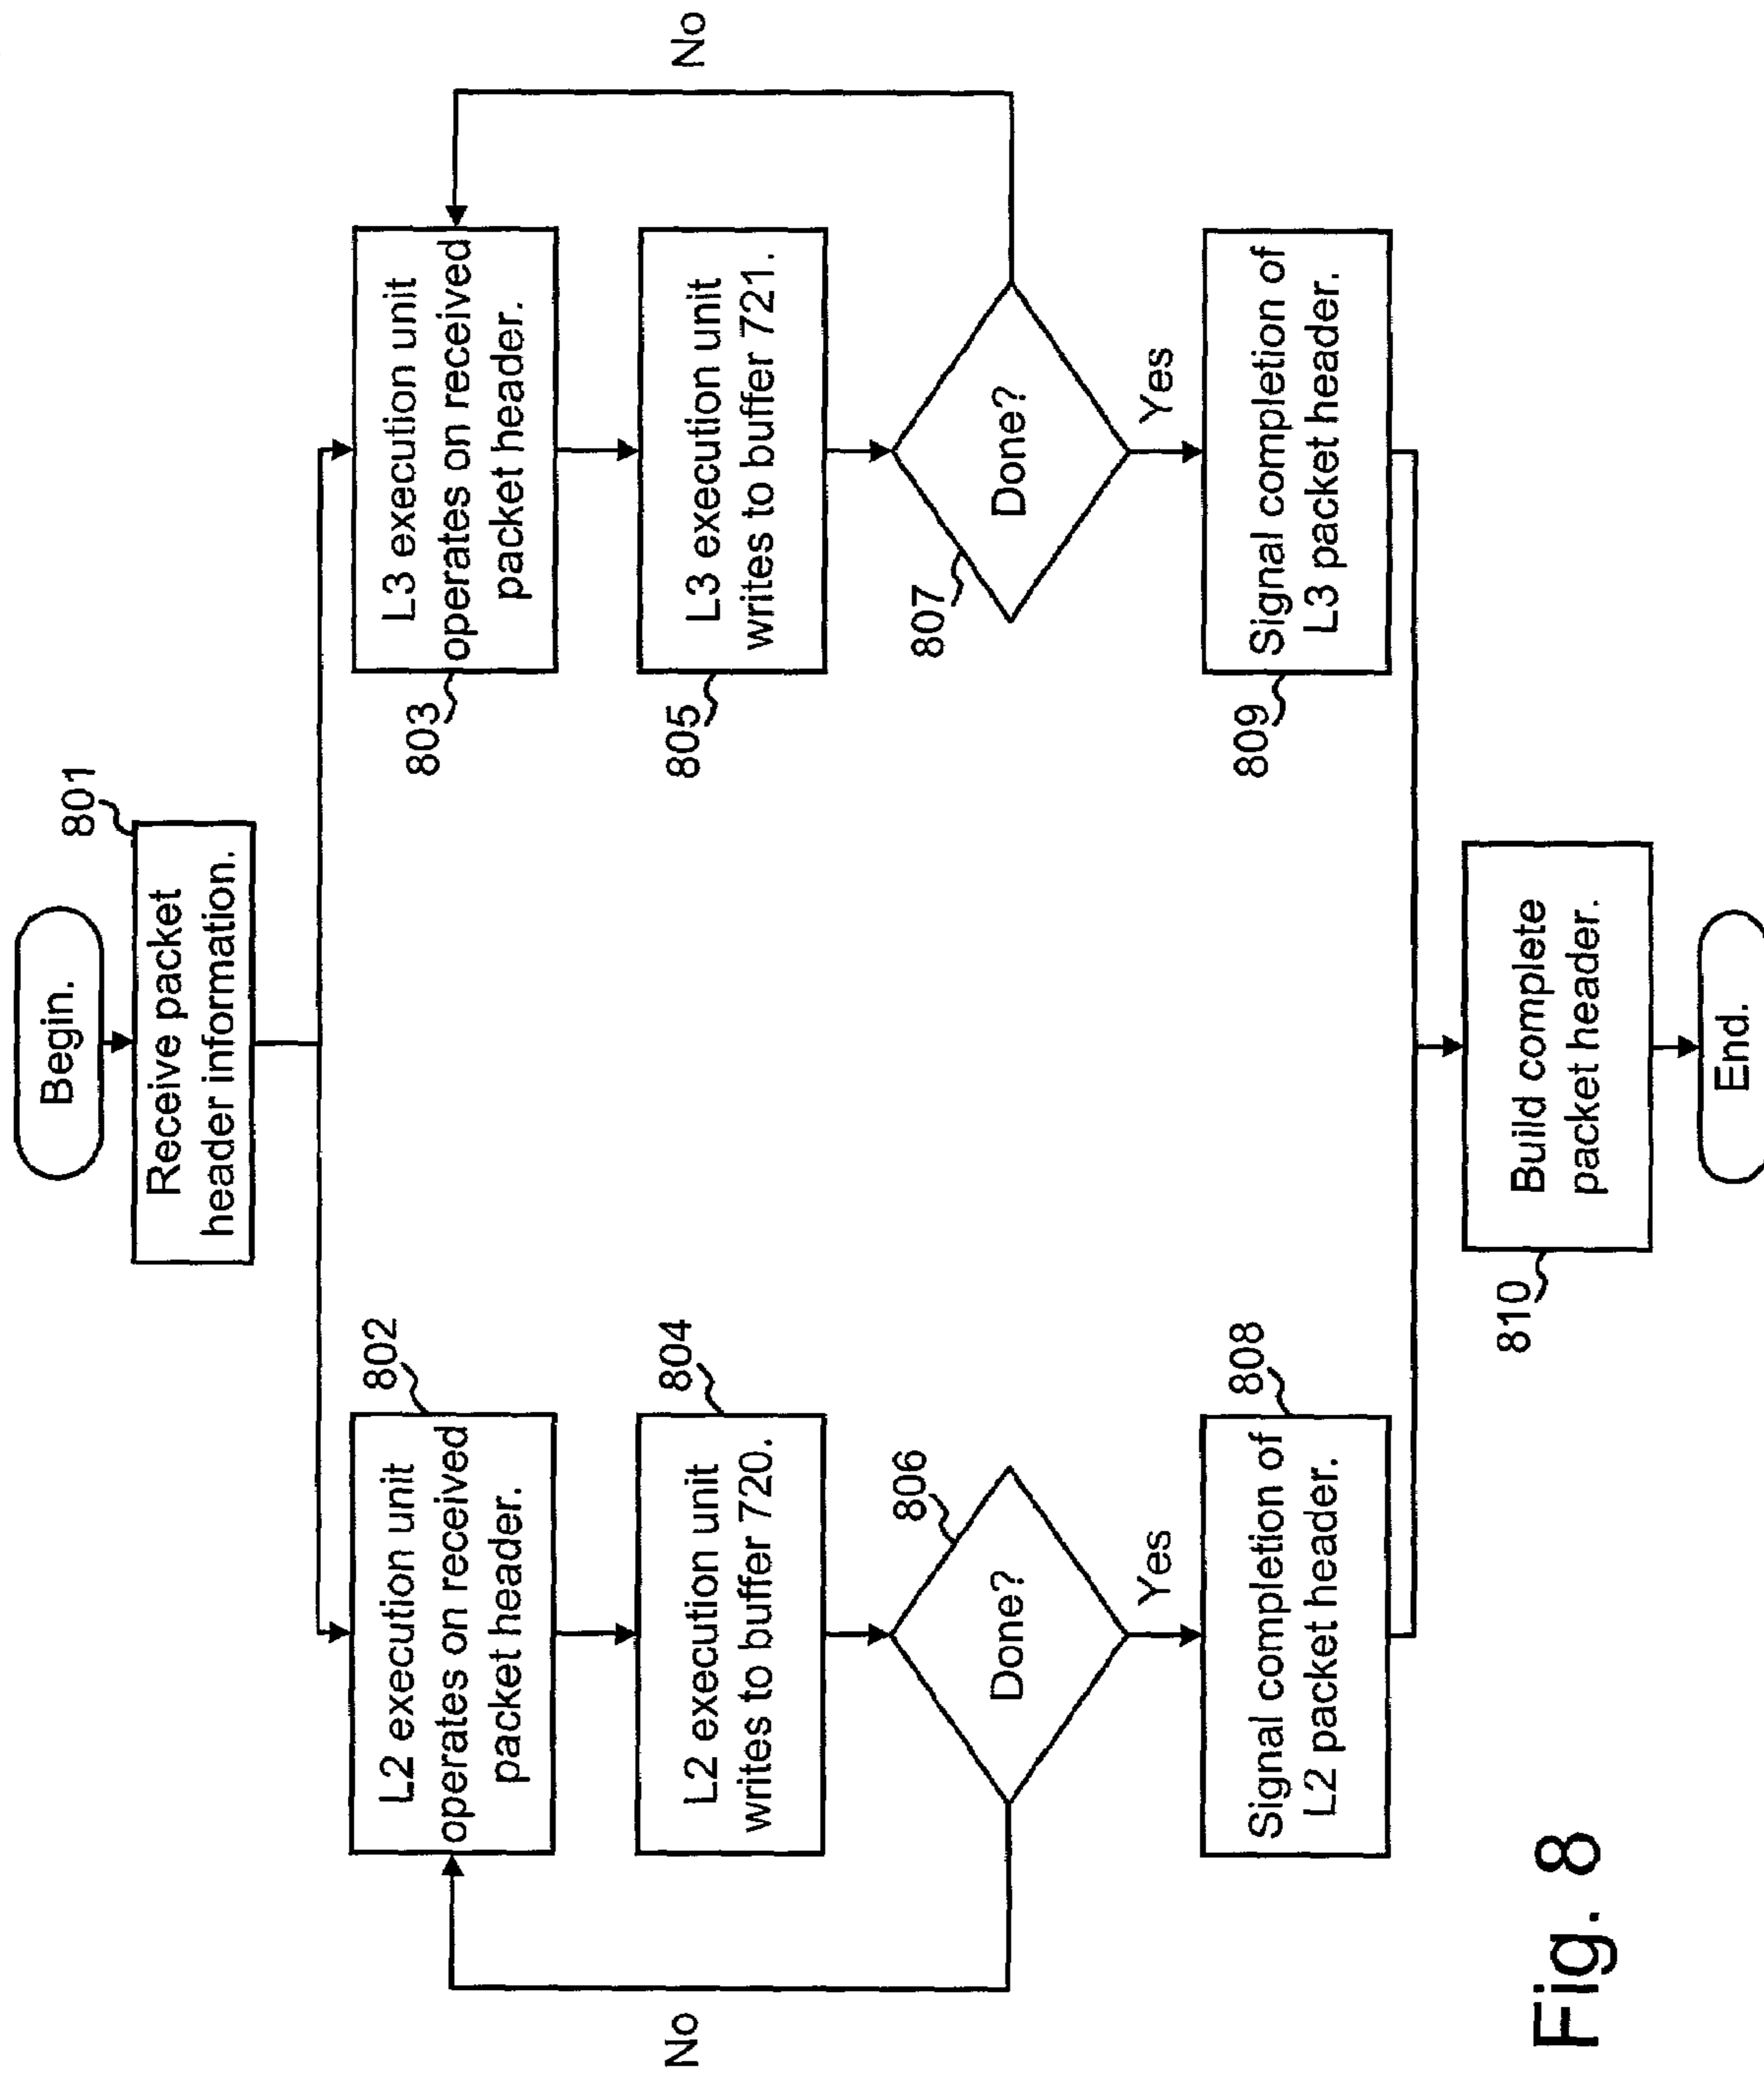 Begin.
801
Receive packet
header information.
802
L2 execution unit
operates on received
packet header.
803
L3 execution unit
operates on received
packet header.
No
No
804
L2 execution unit
writes to buffer 720.
805
L3 execution unit
writes to buffer 721.
806
Done?
Yes
807
Done?
Yes
808
Signal completion of
L2 packet header.
809
Signal completion of
L3 packet header.
810
Build complete
packet header.
End.
Fig. 8